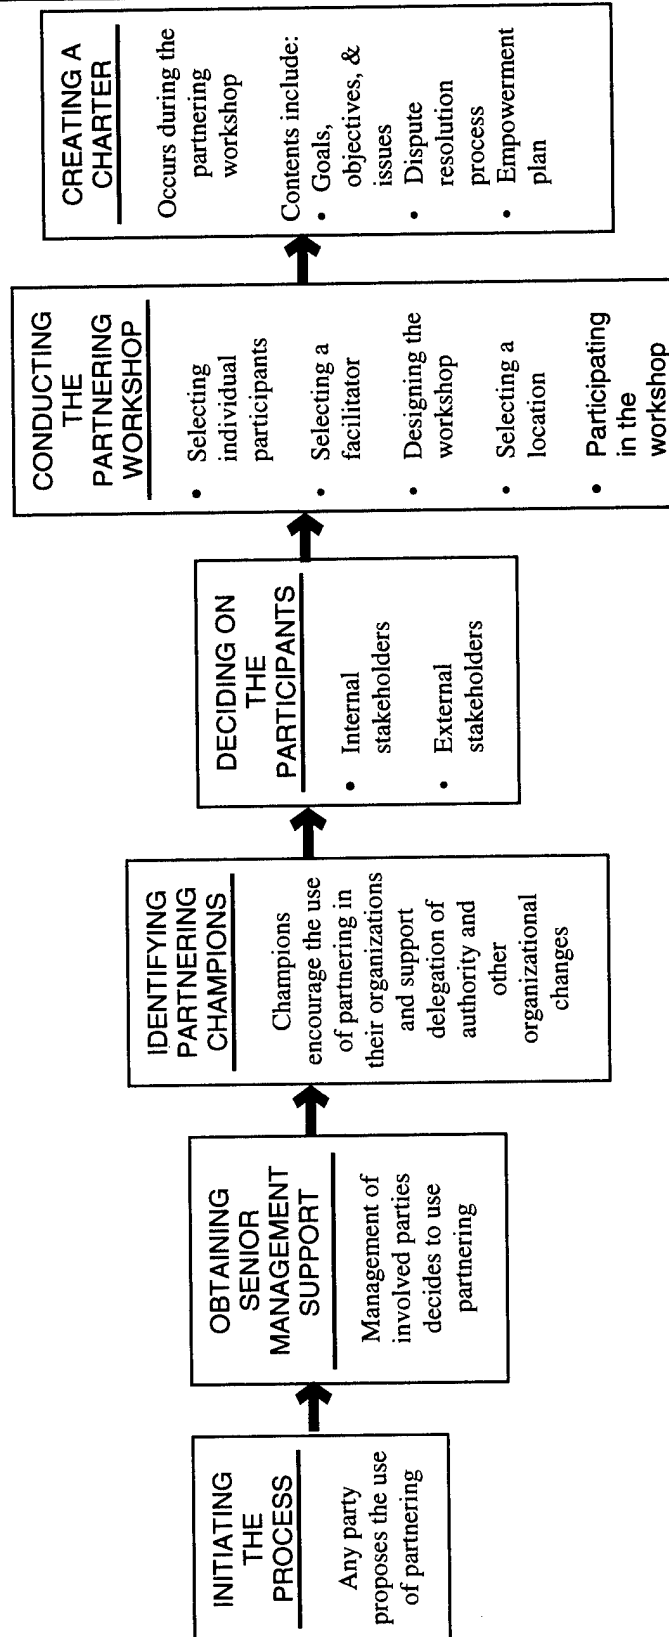 INITIATING
THE
PROCESS
Any party
proposes the use
of partnering
OBTAINING
SENIOR
MANAGEMENT
SUPPORT
Management of
involved parties
decides to use
partnering
IDENTIFYING
PARTNERING
CHAMPIONS
Champions
encourage the use
of partnering in
their organizations
and support
delegation of
authority and
other
organizational
changes
DECIDING ON
THE
PARTICIPANTS
• Internal
stakeholders
• External
stakeholders
CONDUCTING
THE
PARTNERING
WORKSHOP
• Selecting
individual
participants
• Selecting a
facilitator
• Designing the
workshop
• Selecting a
location
• Participating
in the
workshop
CREATING A
CHARTER
Occurs during the
partnering
workshop
Contents include:
• Goals,
objectives, &
issues
• Dispute
resolution
process
• Empowerment
plan